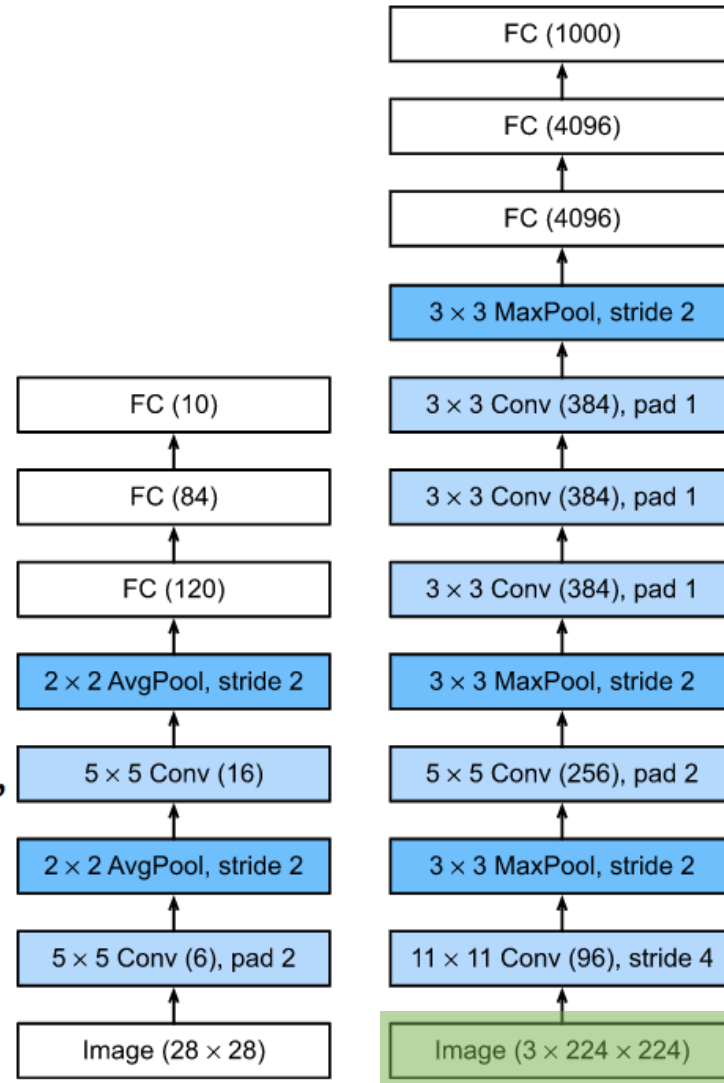 FC (10)
FC (84)
FC (120)
2 × 2 AvgPool, stride 2
5 × 5 Conv (16)
,
2 × 2 AvgPool, stride 2
5 × 5 Conv (6), pad 2
Image (28 × 28)
FC (1000)
FC (4096)
FC (4096)
3 × 3 MaxPool, stride 2
3 × 3 Conv (384), pad 1
3 × 3 Conv (384), pad 1
3 × 3 Conv (384), pad 1
3 × 3 MaxPool, stride 2
5 × 5 Conv (256), pad 2
3 × 3 MaxPool, stride 2
11 × 11 Conv (96), stride 4
Image (3 × 224 × 224)